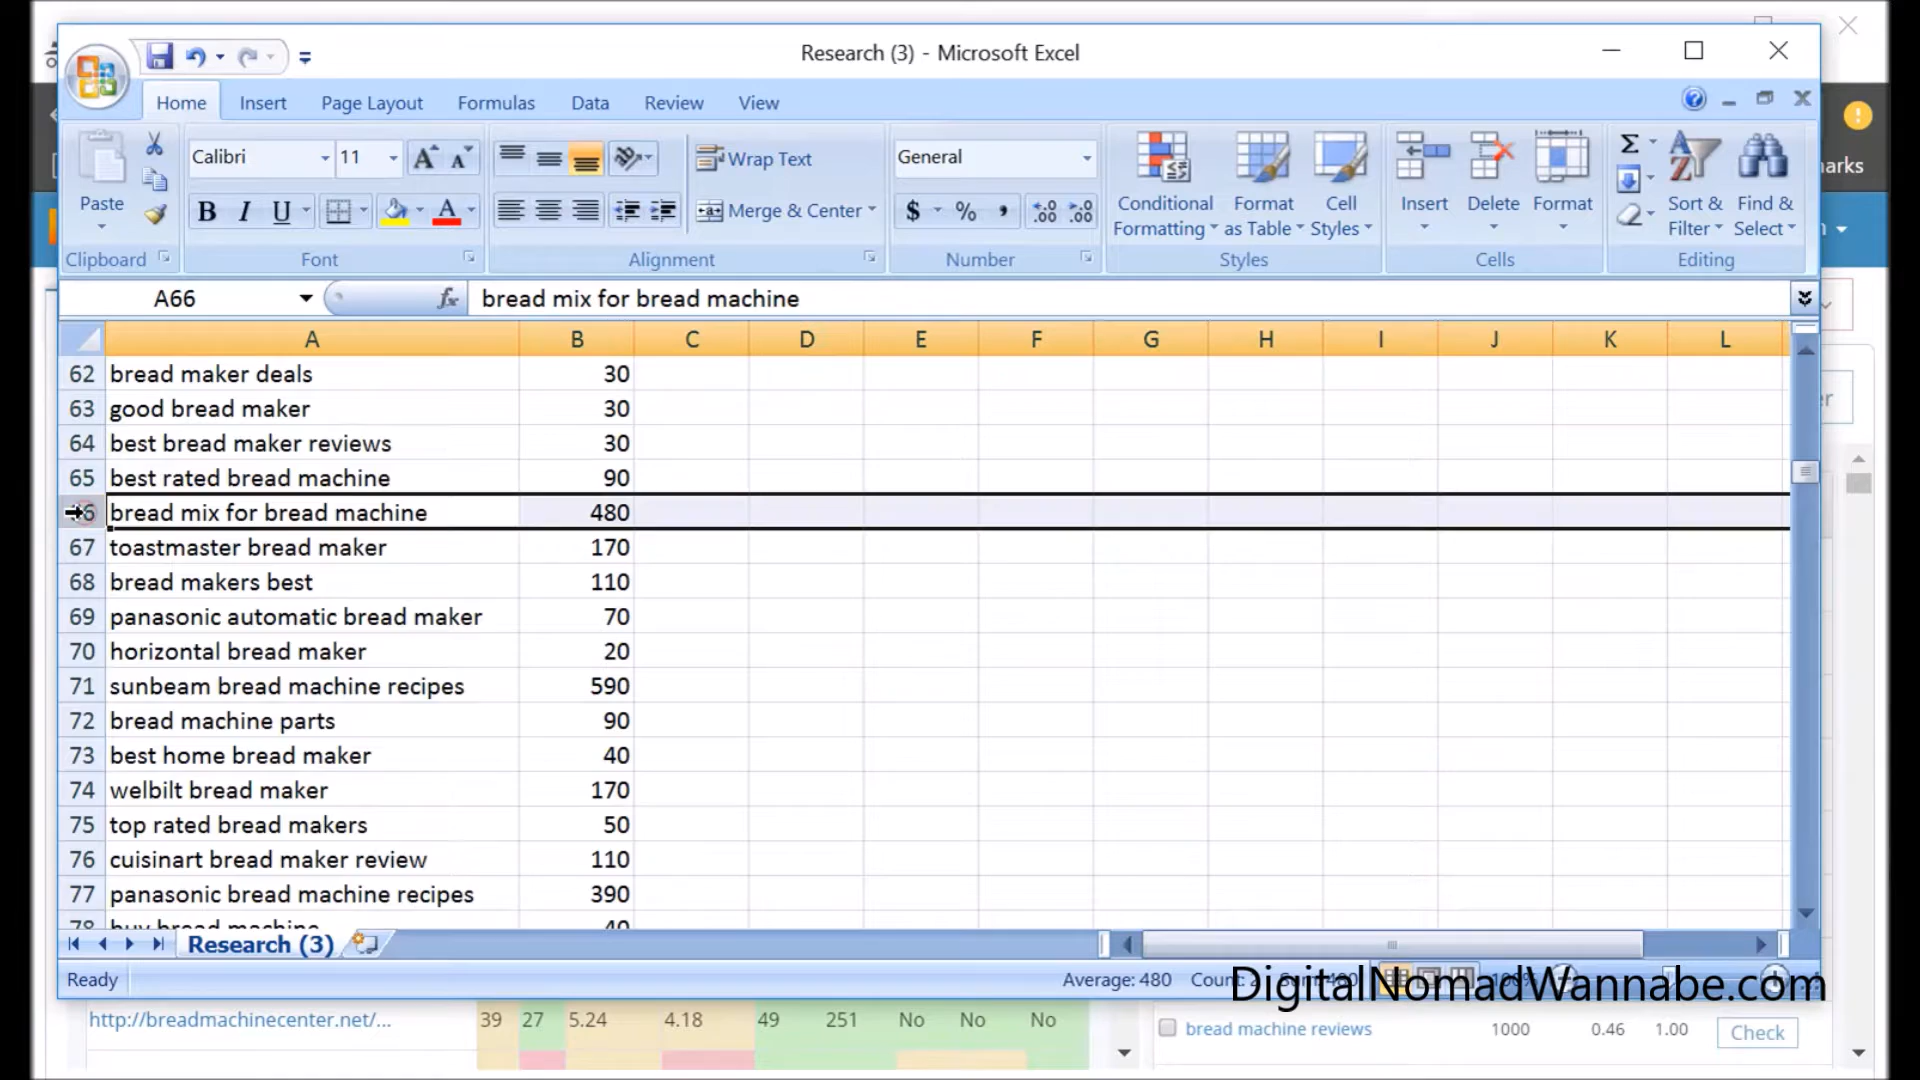 Research (3) - Microsoft Excel
Home Insert Page Layout Formulas Data Review View
Paste
Calibri 11
Wrap Text
General
B I U A
Merge & Center
$ % ,
Conditional Formatting
Format as Table
Cell Styles
Insert Delete Format
Sort & Filter
Find & Select
Clipboard Font Alignment Number Styles Cells Editing
A66 fx bread mix for bread machine
A B C D E F G H I J K L
62 bread maker deals 30
63 good bread maker 30
64 best bread maker reviews 30
65 best rated bread machine 90
bread mix for bread machine 480
67 toastmaster bread maker 170
68 bread makers best 110
69 panasonic automatic bread maker 70
70 horizontal bread maker 20
71 sunbeam bread machine recipes 590
72 bread machine parts 90
73 best home bread maker 40
74 welbilt bread maker 170
75 top rated bread makers 50
76 cuisinart bread maker review 110
77 panasonic bread machine recipes 390
Research (3)
Ready Average: 480
DigitalNomadWannabe.com
http://breadmachinecenter.net/... 39 27 5.24 4.18 49 251 No No No
bread machine reviews 1000 0.46 1.00 Check